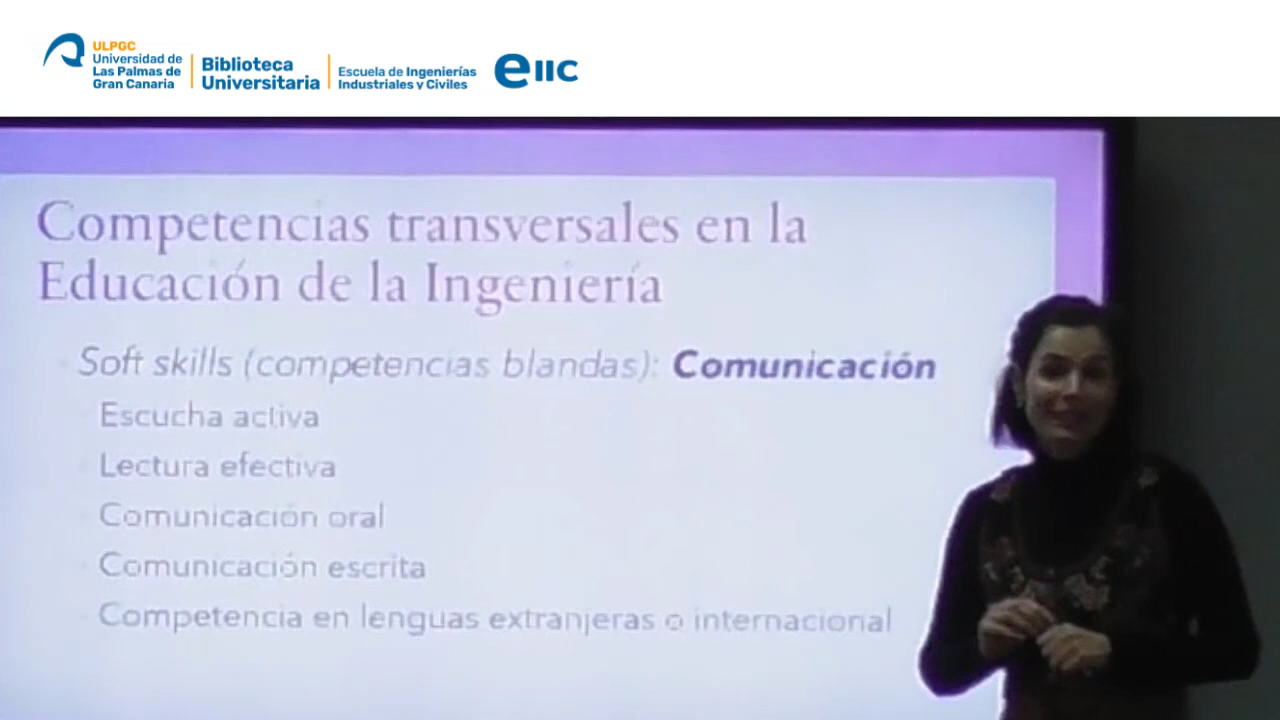 ULPGC
Universidad de
Las Palmas de
Gran Canaria
Biblioteca
Universitaria
Escuela de Ingenierías
Industriales y Civiles
eiic
Competencias transversales en la
Educación de la Ingeniería
Soft skills (competencias blandas): Comunicación
Escucha activa
Lectura efectiva
Comunicación oral
Comunicación escrita
Competencia en lenguas extranjeras o internacional